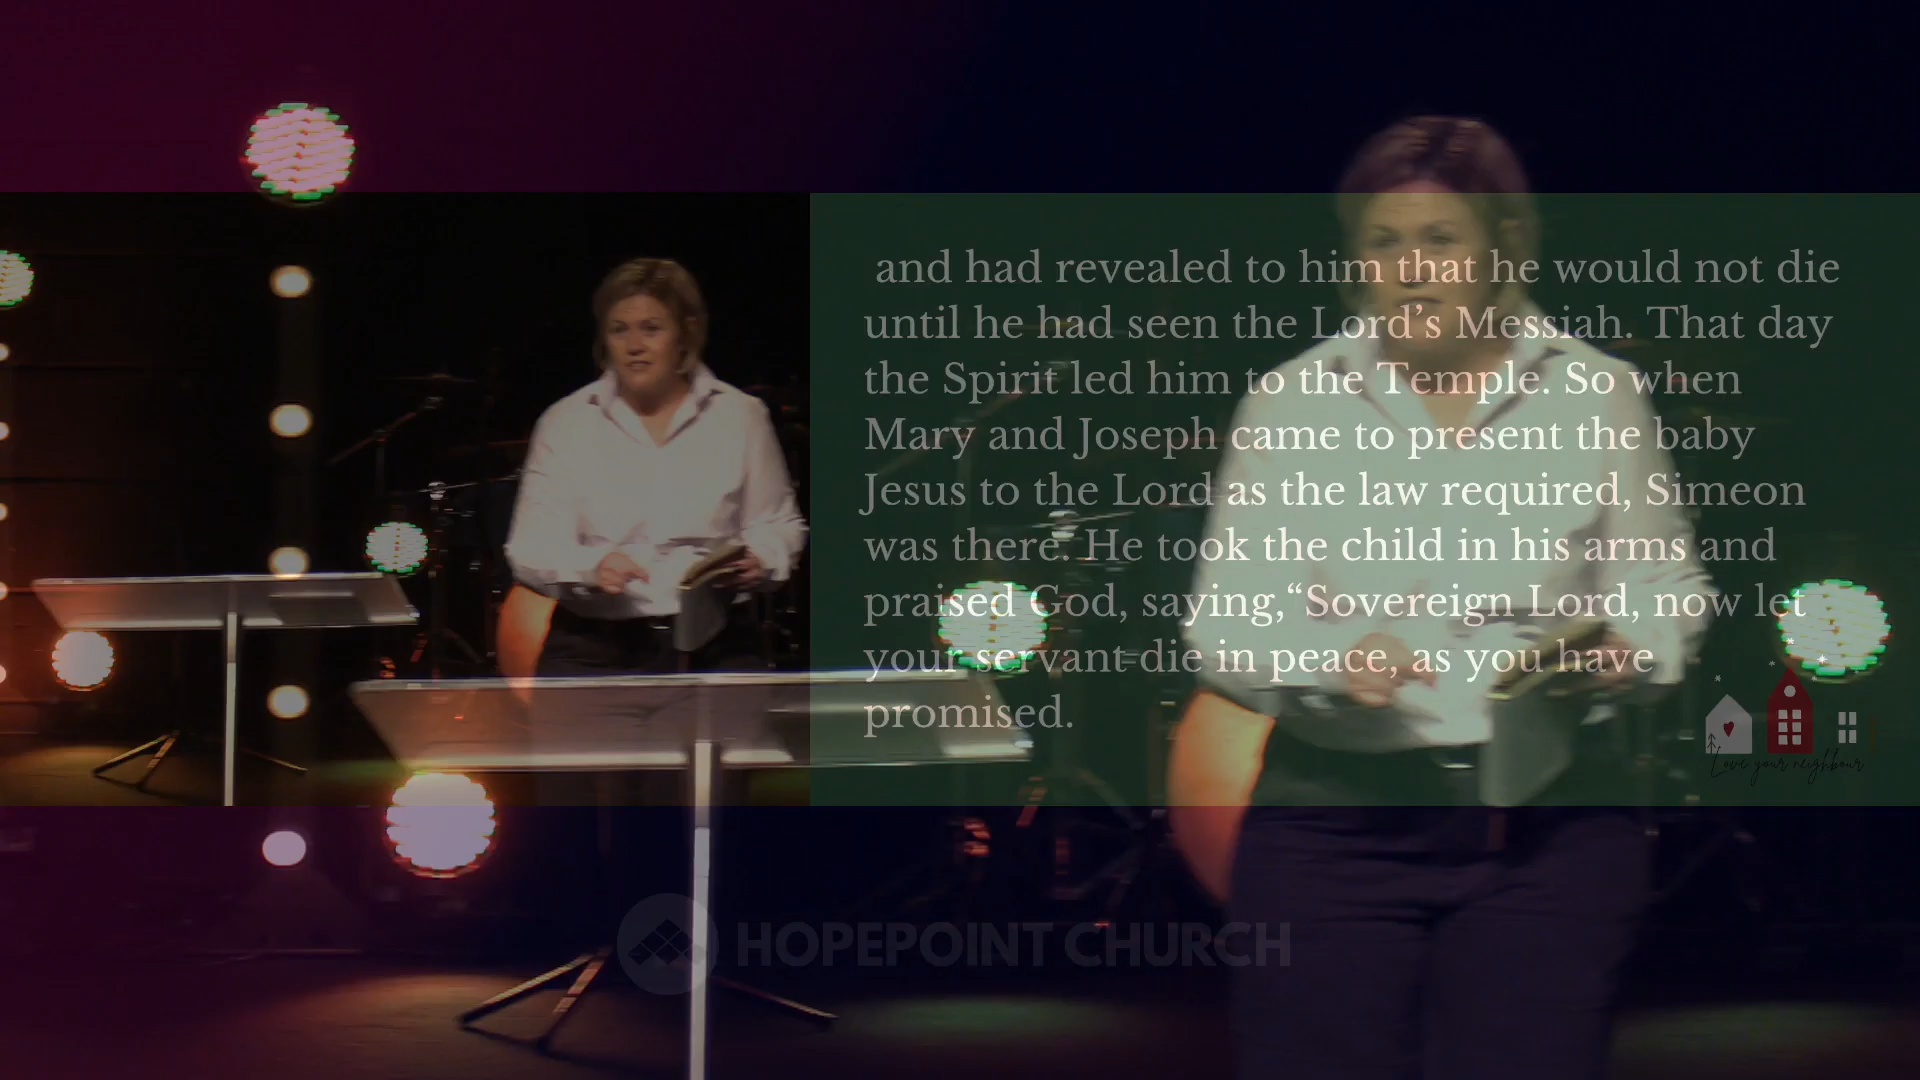 and had revealed to him that he would not die
until he had seen the Lord’s Messiah. That day
the Spirit led him to the Temple. So when
Mary and Joseph came to present the baby
Jesus to the Lord as the law required, Simeon
was there. He took the child in his arms and
praised God, saying,“Sovereign Lord, now let
your servant die in peace, as you have
promised.
Love your neighbour
HOPEPOINT CHURCH